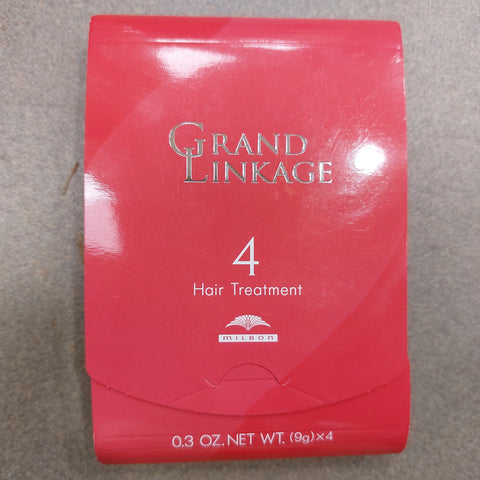 GRAND
LINKAGE
4
Hair Treatment
MILBON
0.3 OZ. NET WT. (9g)×4